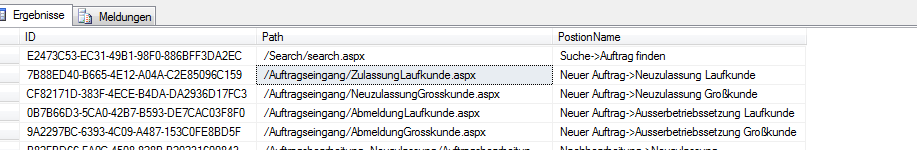 Ergebnisse Meldungen
ID Path PostionName
E2473C53-EC31-49B1-98F0-886BFF3DA2EC /Search/search.aspx Suche->Auftrag finden
7B88ED40-B665-4E12-A04A-C2E85096C159 /Auftragseingang/ZulassungLaufkunde.aspx Neuer Auftrag->Neuzulassung Laufkunde
CF82171D-383F-4ECE-B4DA-DA2936D17FC3 /Auftragseingang/NeuzulassungGrosskunde.aspx Neuer Auftrag->Neuzulassung Großkunde
0B7B66D3-5CA0-42B7-B593-DE7CAC03F8F0 /Auftragseingang/AbmeldungLaufkunde.aspx Neuer Auftrag->Ausserbetriebssetzung Laufkunde
9A2297BC-6393-4C09-A487-153C0FE8BD5F /Auftragseingang/AbmeldungGrosskunde.aspx Neuer Auftrag->Ausserbetriebssetzung Großkunde